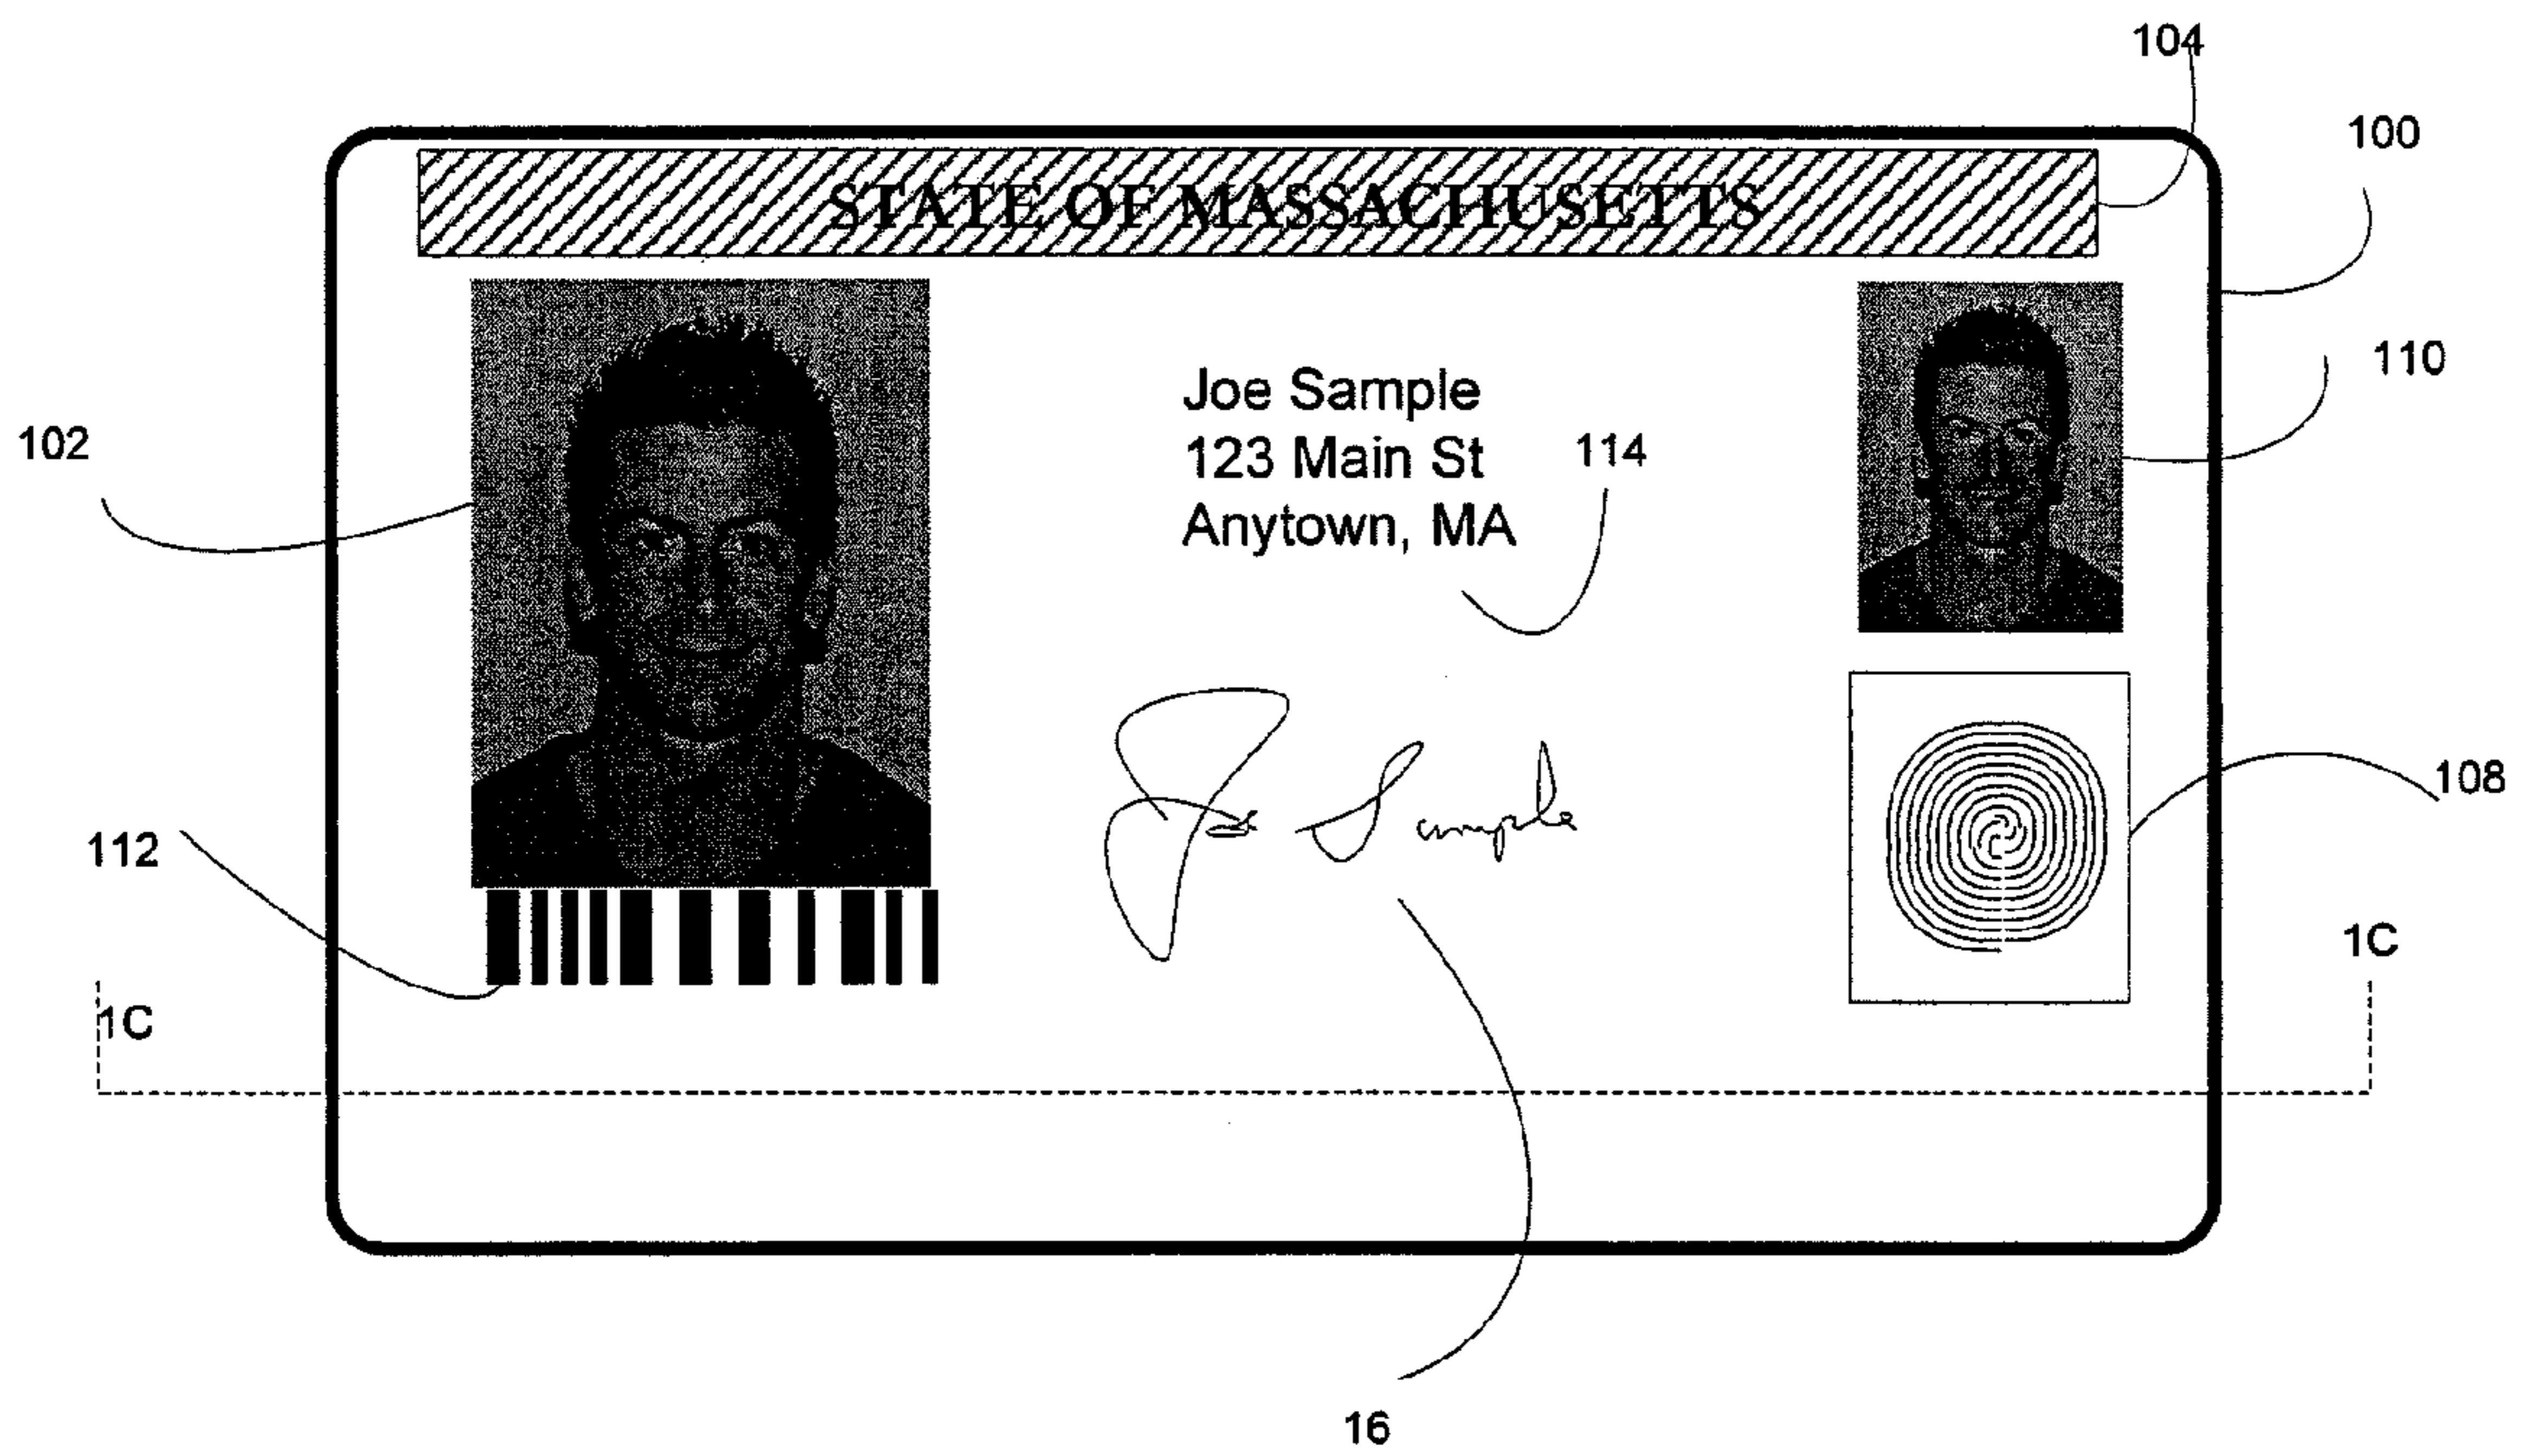 104
100
STATE OF MASSACHUSETTS
110
102
Joe Sample
123 Main St
Anytown, MA
114
Joe Sample
108
112
1C
1C
16